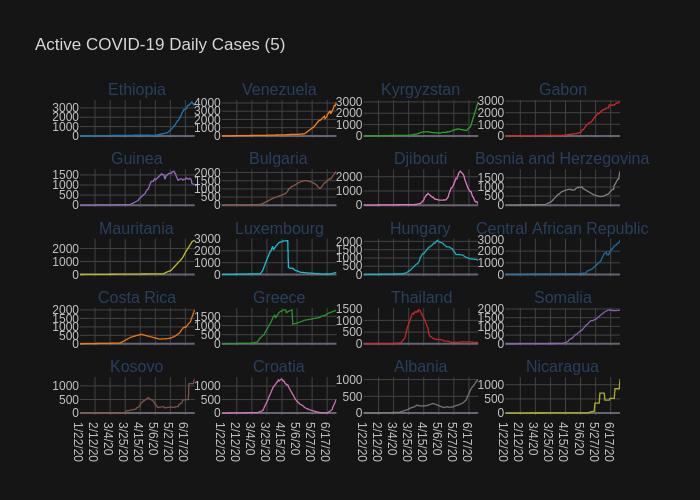 Active COVID-19 Daily Cases (5)
Ethiopia Venezuela Kyrgyzstan Gabon
3000 4000 3000 3000
2000 3000 2000 2000
1000 2000 1000 1000
0 1000 0 0
0
Guinea Bulgaria Djibouti Bosnia and Herzegovina
1500 2000 2000 1500
1000 1500 1000 1000
500 1000 0 500
0 500 0
0
Mauritania Luxembourg Hungary Central African Republic
2000 3000 2000 3000
1000 2000 1500 2000
0 1000 1000 1000
0 500 0
0
Costa Rica Greece Thailand Somalia
2000 1500 1500 2000
1500 1000 1000 1500
1000 500 500 1000
500 0 0 500
0 0
Kosovo Croatia Albania Nicaragua
1000 1000 1000 1000
500 500 500 500
0 0 0 0
1/22/20 2/12/20 3/4/20 3/25/20 4/15/20 5/6/20 5/27/20 6/17/20 1/22/20 2/12/20 3/4/20 3/25/20 4/15/20 5/6/20 5/27/20 6/17/20 1/22/20 2/12/20 3/4/20 3/25/20 4/15/20 5/6/20 5/27/20 6/17/20 1/22/20 2/12/20 3/4/20 3/25/20 4/15/20 5/6/20 5/27/20 6/17/20